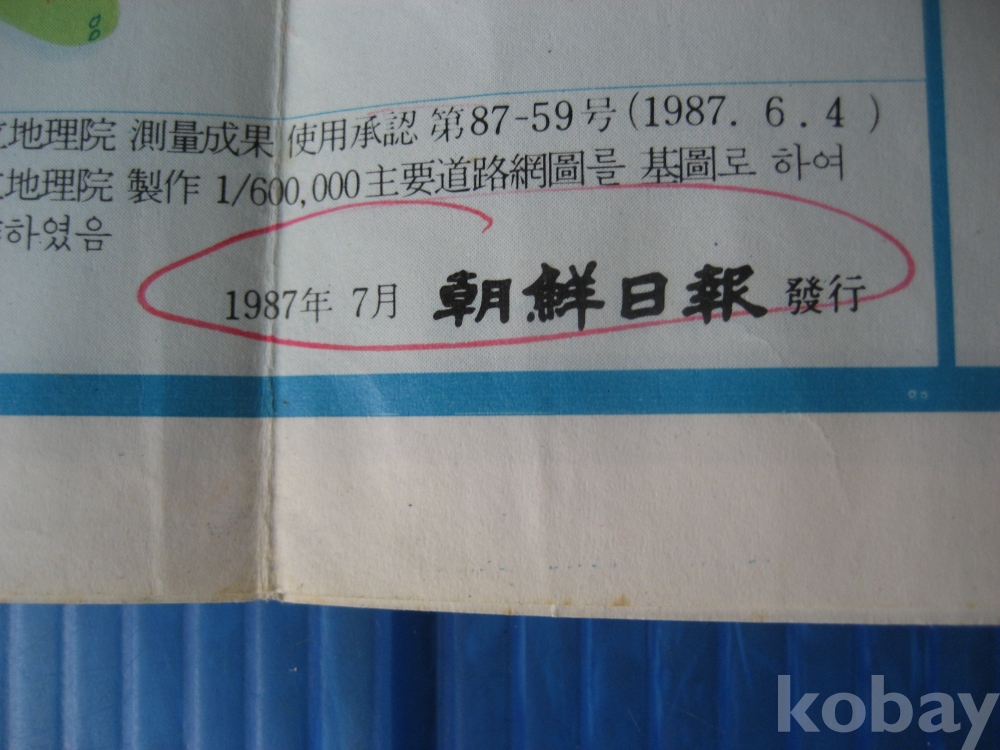 地理院 測量成果 使用承認 第87-59号(1987. 6. 4 )
地理院 製作 1/600,000主要道路網圖를 基圖로 하여
하였음
1987年 7月 朝鮮日報 發行
kobay